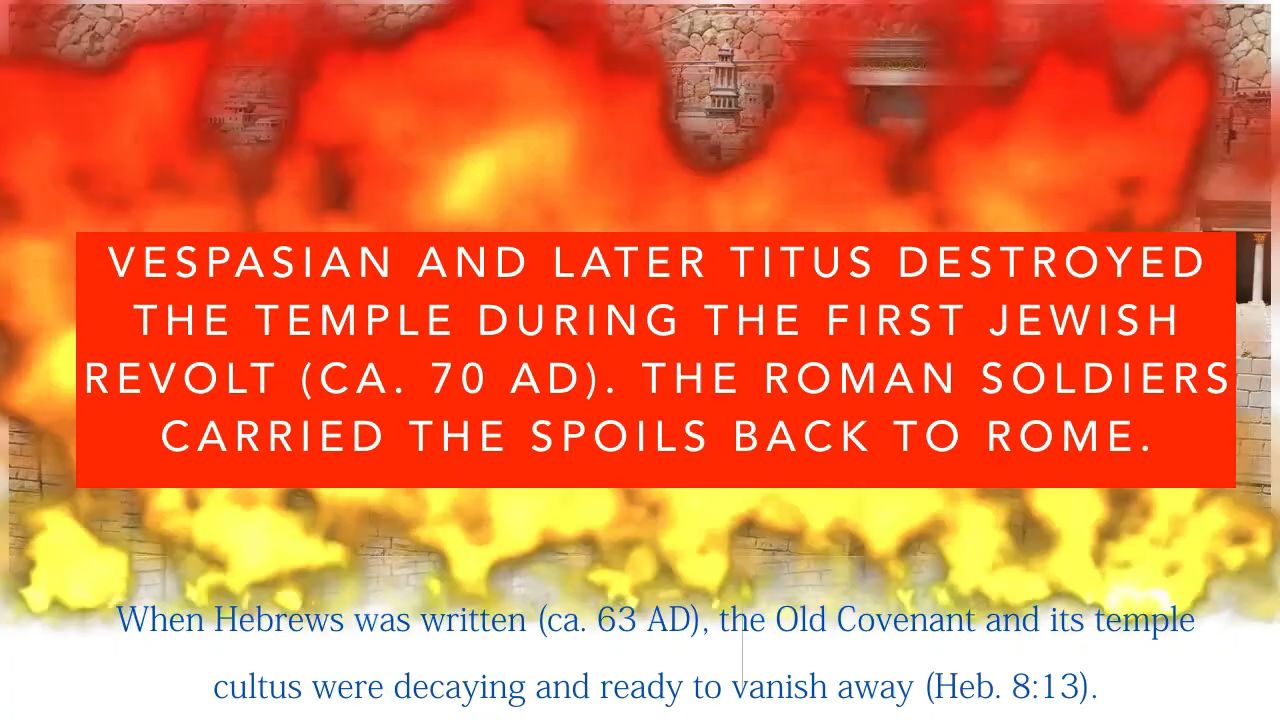 VESPASIAN AND LATER TITUS DESTROYED
THE TEMPLE DURING THE FIRST JEWISH
REVOLT (CA. 70 AD). THE ROMAN SOLDIERS
CARRIED THE SPOILS BACK TO ROME.
When Hebrews was written (ca. 63 AD), the Old Covenant and its temple
cultus were decaying and ready to vanish away (Heb. 8:13).